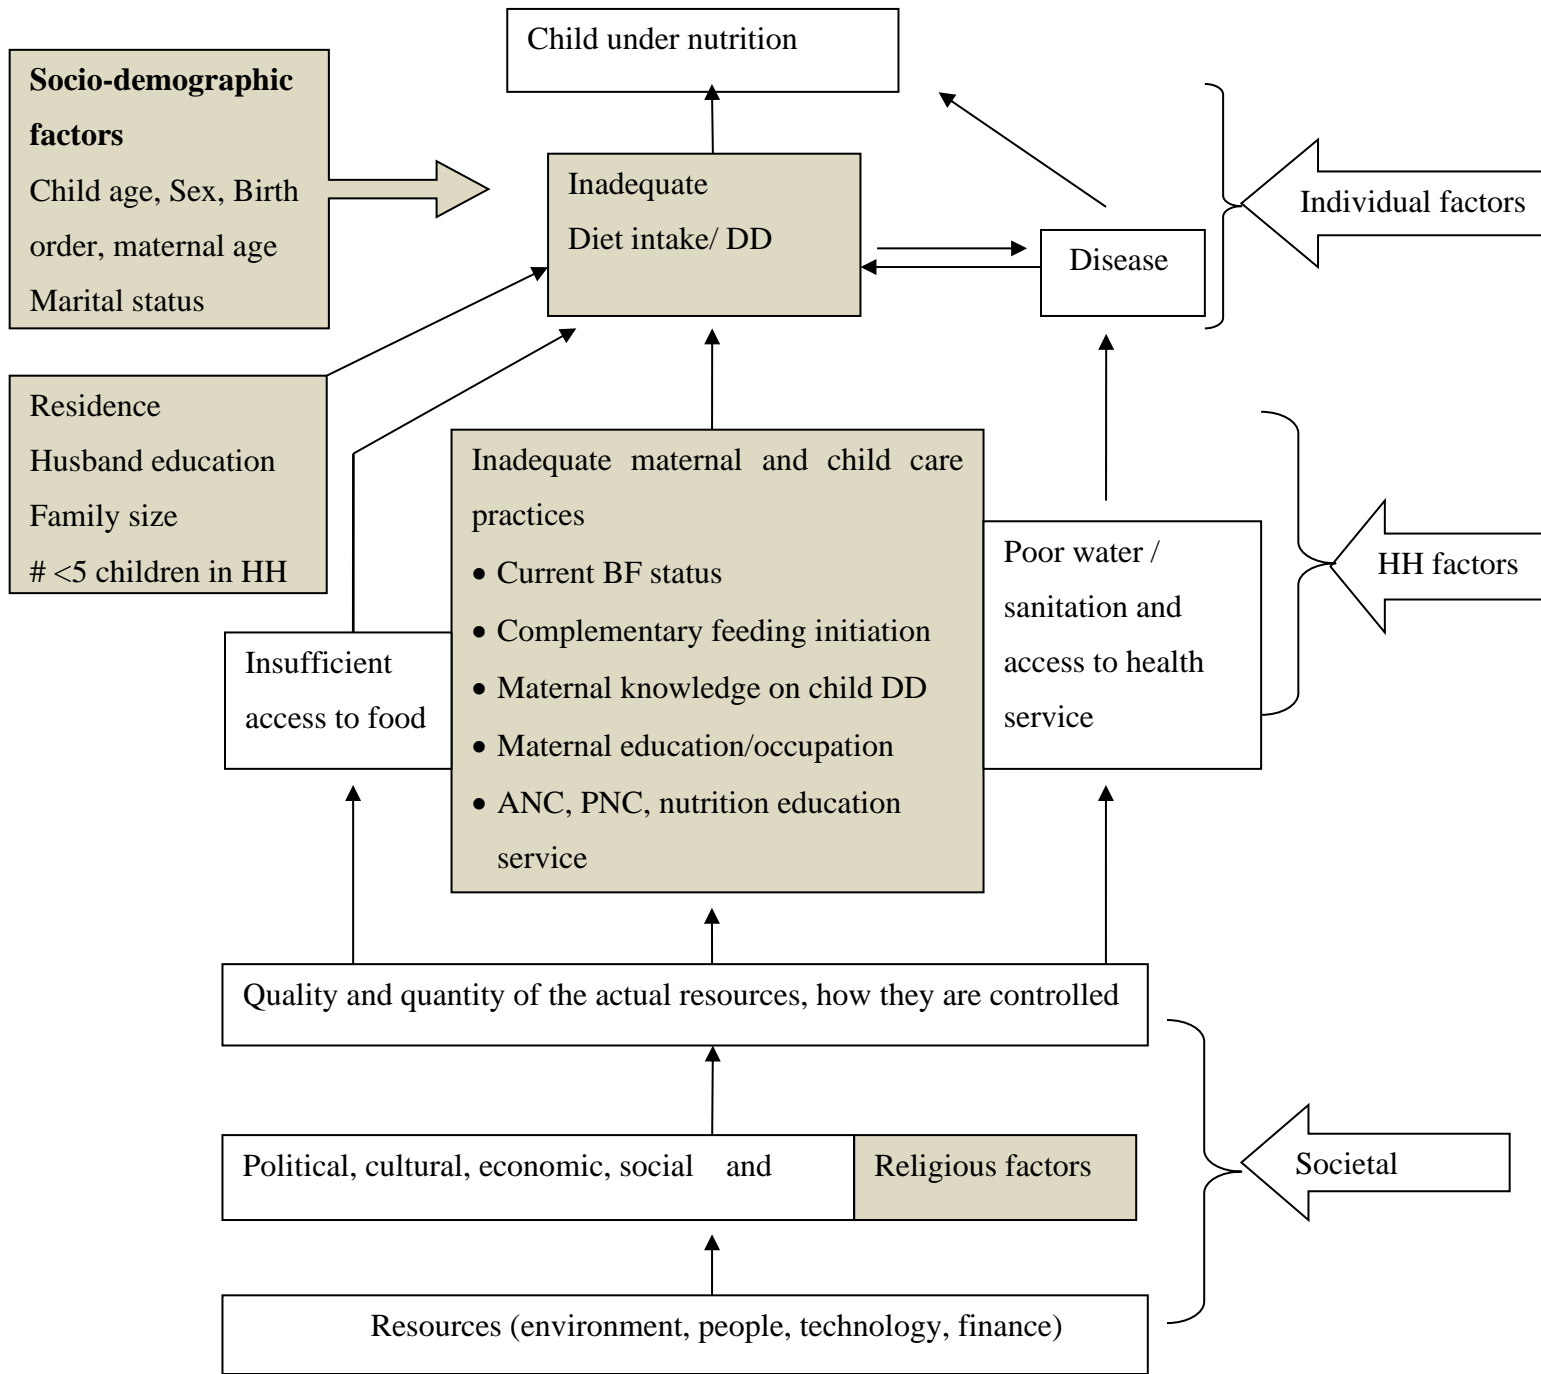 Child under nutrition
Socio-demographic
factors
Child age, Sex, Birth
order, maternal age
Marital status
Inadequate
Diet intake/ DD
Disease
Individual factors
Residence
Husband education
Family size
# <5 children in HH
Inadequate maternal and child care
practices
• Current BF status
• Complementary feeding initiation
• Maternal knowledge on child DD
• Maternal education/occupation
• ANC, PNC, nutrition education
service
Insufficient
access to food
Poor water /
sanitation and
access to health
service
HH factors
Quality and quantity of the actual resources, how they are controlled
Political, cultural, economic, social and
Religious factors
Societal
Resources (environment, people, technology, finance)